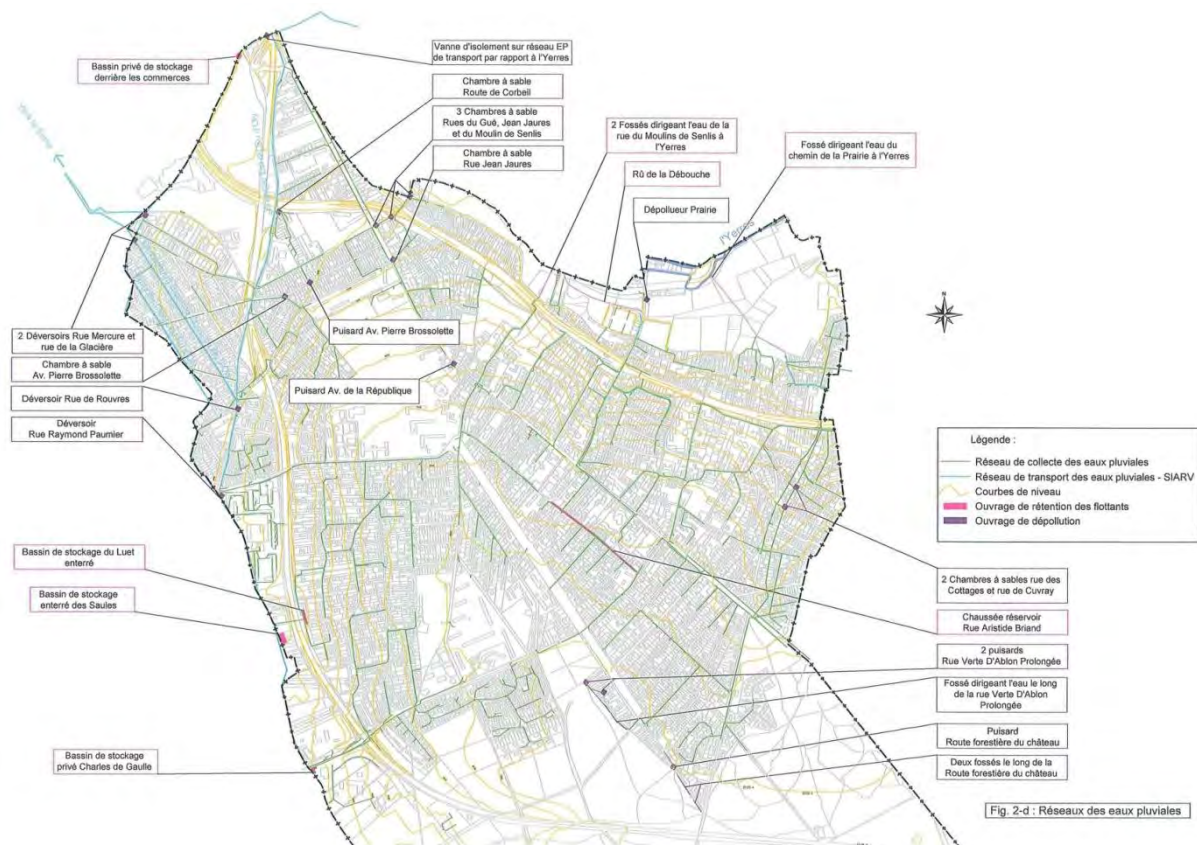 Vanne d'isolement sur réseau EP
de transport par rapport à l'Yerres
Bassin privé de stockage
derrière les commerces
Chambre à sable
Route de Corbeil
3 Chambres à sable
Rues du Gué, Jean Jaures
et du Moulin de Senlis
Chambre à sable
Rue Jean Jaures
2 Fossés dirigeant l'eau de la
rue du Moulins de Senlis à
l'Yerres
Fossé dirigeant l'eau du
chemin de la Prairie à l'Yerres
Rû de la Débouche
Dépollueur Prairie
l'Yerres
N
2 Déversoirs Rue Mercure et
rue de la Glacière
Chambre à sable
Av. Pierre Brossolette
Déversoir Rue de Rouvres
Déversoir
Rue Raymond Paumier
Puisard Av. Pierre Brossolette
Puisard Av. de la République
Légende :
Réseau de collecte des eaux pluviales
Réseau de transport des eaux pluviales - SIARV
Courbes de niveau
Ouvrage de rétention des flottants
Ouvrage de dépollution
Bassin de stockage du Luet
enterré
Bassin de stockage
enterré des Saules
Bassin de stockage
privé Charles de Gaulle
2 Chambres à sables rue des
Cottages et rue de Cuvray
Chaussée réservoir
Rue Aristide Briand
2 puisards
Rue Verte D'Ablon Prolongée
Fossé dirigeant l'eau le long
de la rue Verte D'Ablon
Prolongée
Puisard
Route forestière du château
Deux fossés le long de la
Route forestière du château
Fig. 2-d : Réseaux des eaux pluviales